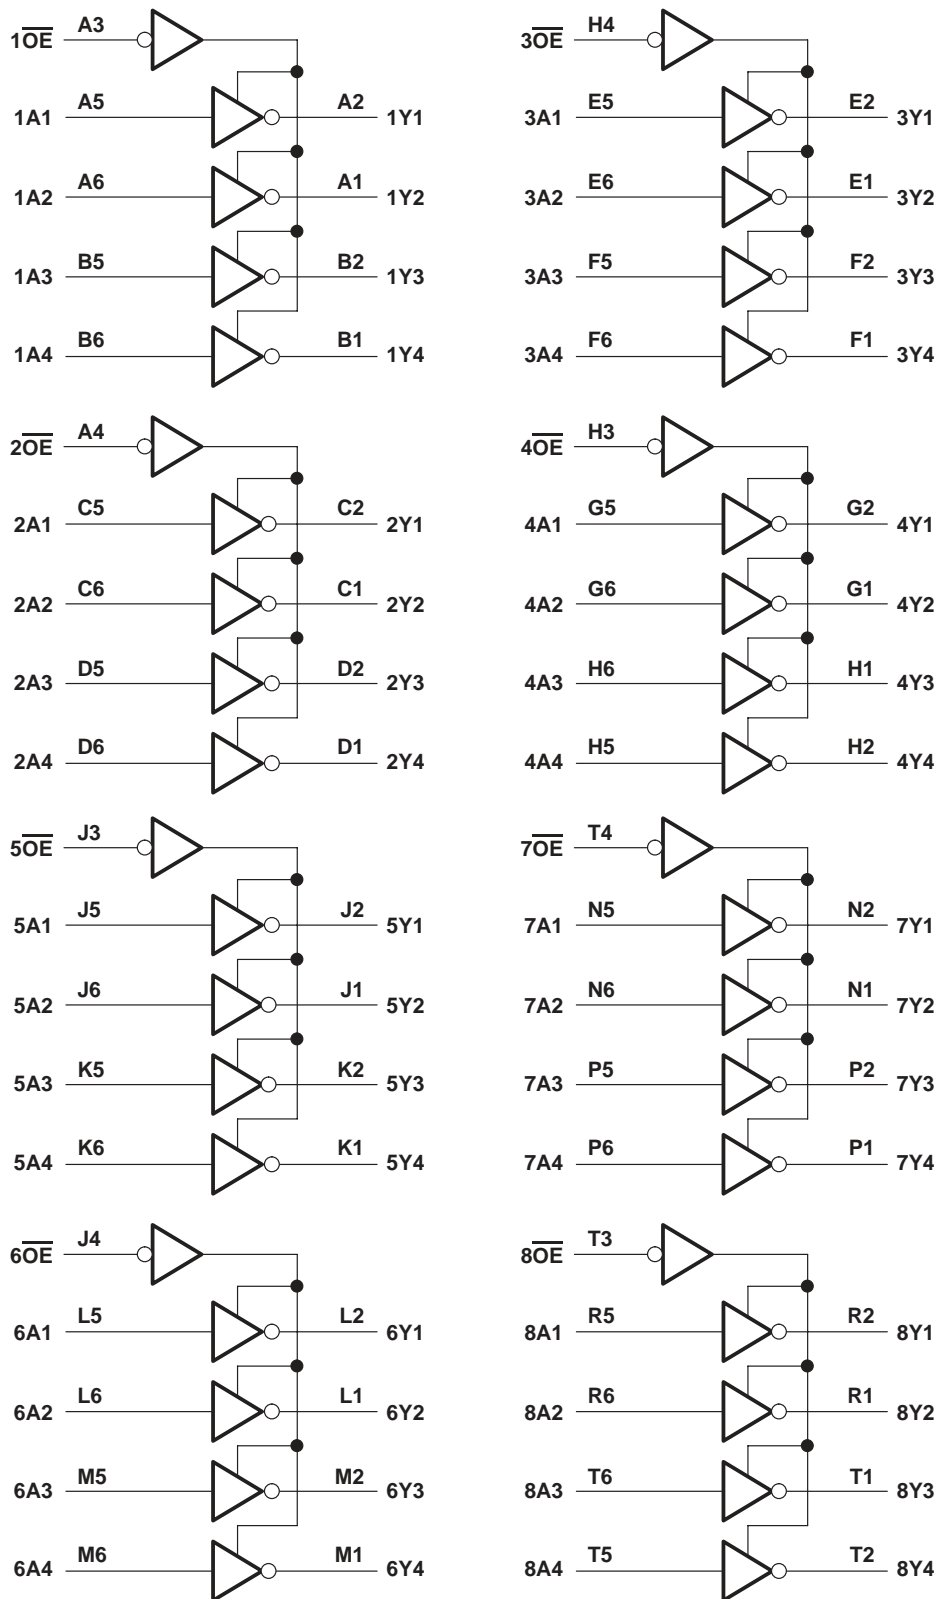 1OE A3
1A1 A5 A2 1Y1
1A2 A6 A1 1Y2
1A3 B5 B2 1Y3
1A4 B6 B1 1Y4
2OE A4
2A1 C5 C2 2Y1
2A2 C6 C1 2Y2
2A3 D5 D2 2Y3
2A4 D6 D1 2Y4
5OE J3
5A1 J5 J2 5Y1
5A2 J6 J1 5Y2
5A3 K5 K2 5Y3
5A4 K6 K1 5Y4
6OE J4
6A1 L5 L2 6Y1
6A2 L6 L1 6Y2
6A3 M5 M2 6Y3
6A4 M6 M1 6Y4
3OE H4
3A1 E5 E2 3Y1
3A2 E6 E1 3Y2
3A3 F5 F2 3Y3
3A4 F6 F1 3Y4
4OE H3
4A1 G5 G2 4Y1
4A2 G6 G1 4Y2
4A3 H6 H1 4Y3
4A4 H5 H2 4Y4
7OE T4
7A1 N5 N2 7Y1
7A2 N6 N1 7Y2
7A3 P5 P2 7Y3
7A4 P6 P1 7Y4
8OE T3
8A1 R5 R2 8Y1
8A2 R6 R1 8Y2
8A3 T6 T1 8Y3
8A4 T5 T2 8Y4